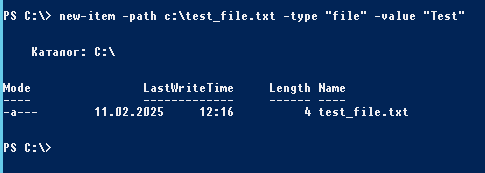 PS C:\> new-item -path c:\test_file.txt -type "file" -value "Test"
Каталог: C:\
Mode LastWriteTime Length Name
---- ------------- ------ ----
-a--- 11.02.2025 12:16 4 test_file.txt
PS C:\>